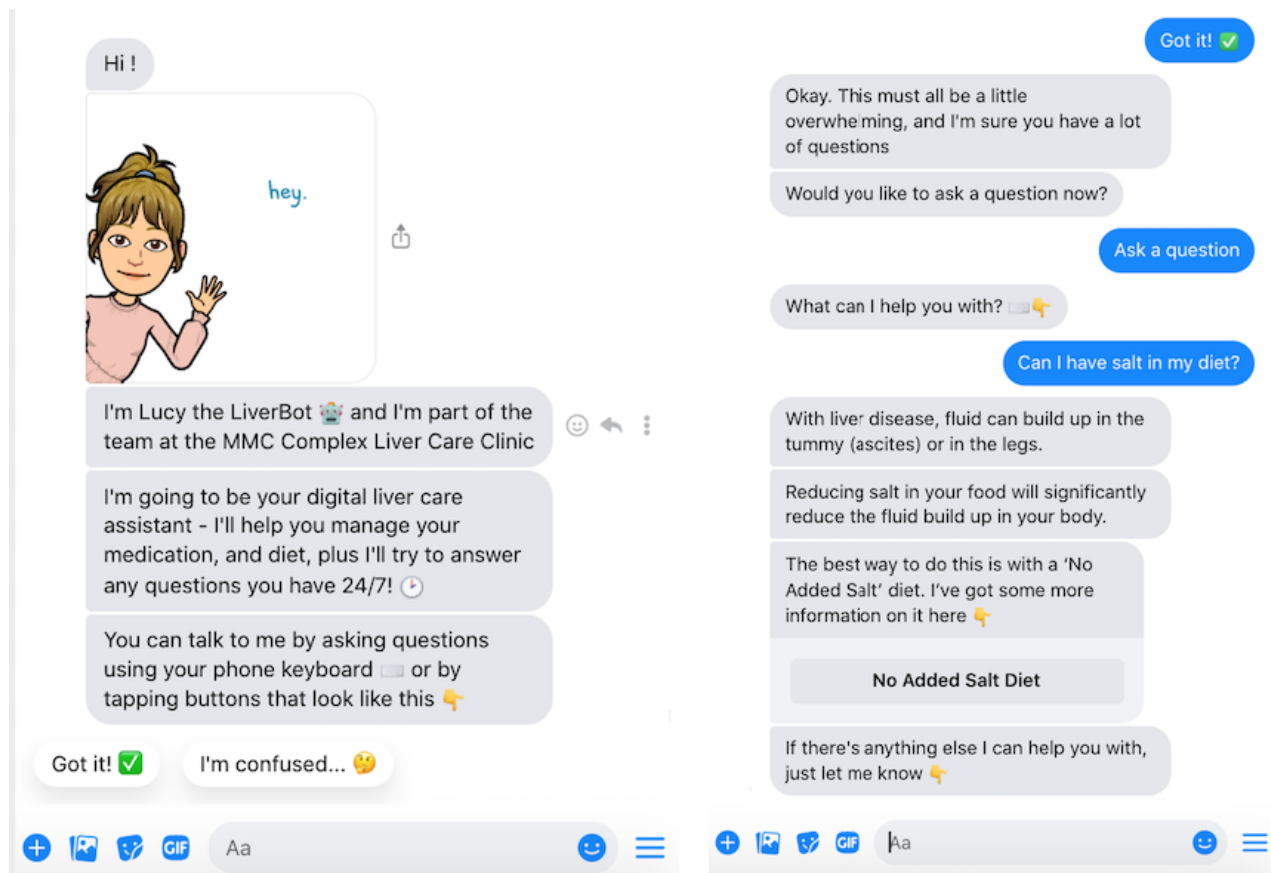 Hi !
hey.
I'm Lucy the LiverBot 🤖 and I'm part of the
team at the MMC Complex Liver Care Clinic
I'm going to be your digital liver care
assistant - I'll help you manage your
medication, and diet, plus I'll try to answer
any questions you have 24/7! 🕑
You can talk to me by asking questions
using your phone keyboard ⌨️ or by
tapping buttons that look like this 👇
Got it! ✅
I'm confused... 🤔
GIF
Aa
Got it! ✅
Okay. This must all be a little
overwhelming, and I'm sure you have a lot
of questions
Would you like to ask a question now?
Ask a question
What can I help you with? ⌨️👇
Can I have salt in my diet?
With liver disease, fluid can build up in the
tummy (ascites) or in the legs.
Reducing salt in your food will significantly
reduce the fluid build up in your body.
The best way to do this is with a ‘No
Added Salt’ diet. I’ve got some more
information on it here 👇
No Added Salt Diet
If there's anything else I can help you with,
just let me know 👇
GIF
Aa